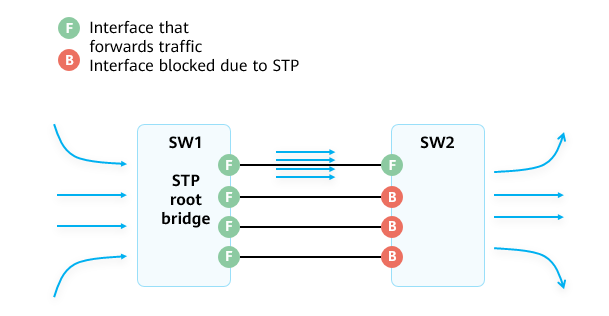 F Interface that
forwards traffic
B Interface blocked due to STP
SW1
SW2
STP
root
bridge
F F
F B
F B
F B